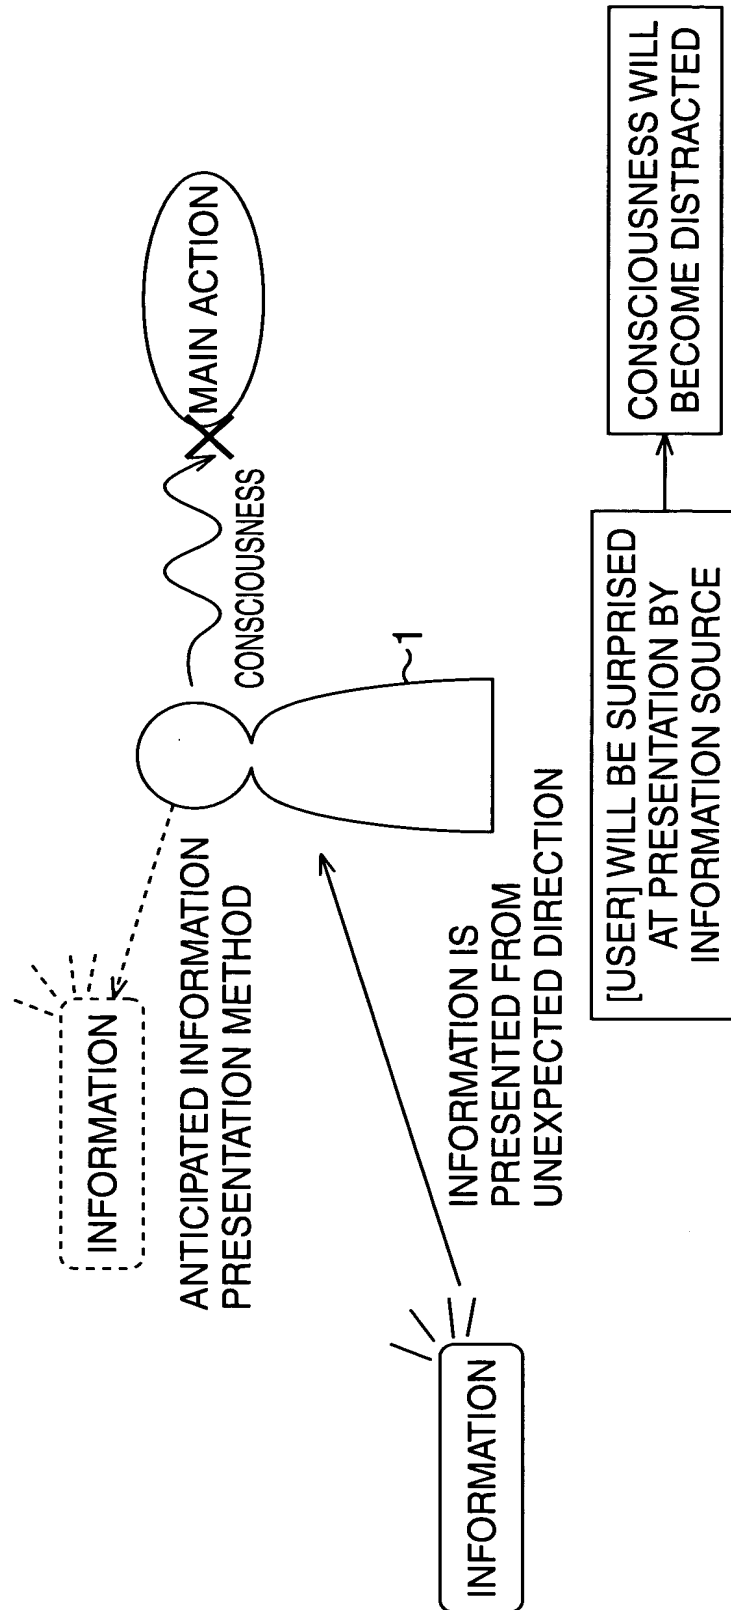 INFORMATION
ANTICIPATED INFORMATION
PRESENTATION METHOD
CONSCIOUSNESS
MAIN ACTION
1
INFORMATION
INFORMATION IS
PRESENTED FROM
UNEXPECTED DIRECTION
[USER] WILL BE SURPRISED
AT PRESENTATION BY
INFORMATION SOURCE
CONSCIOUSNESS WILL
BECOME DISTRACTED